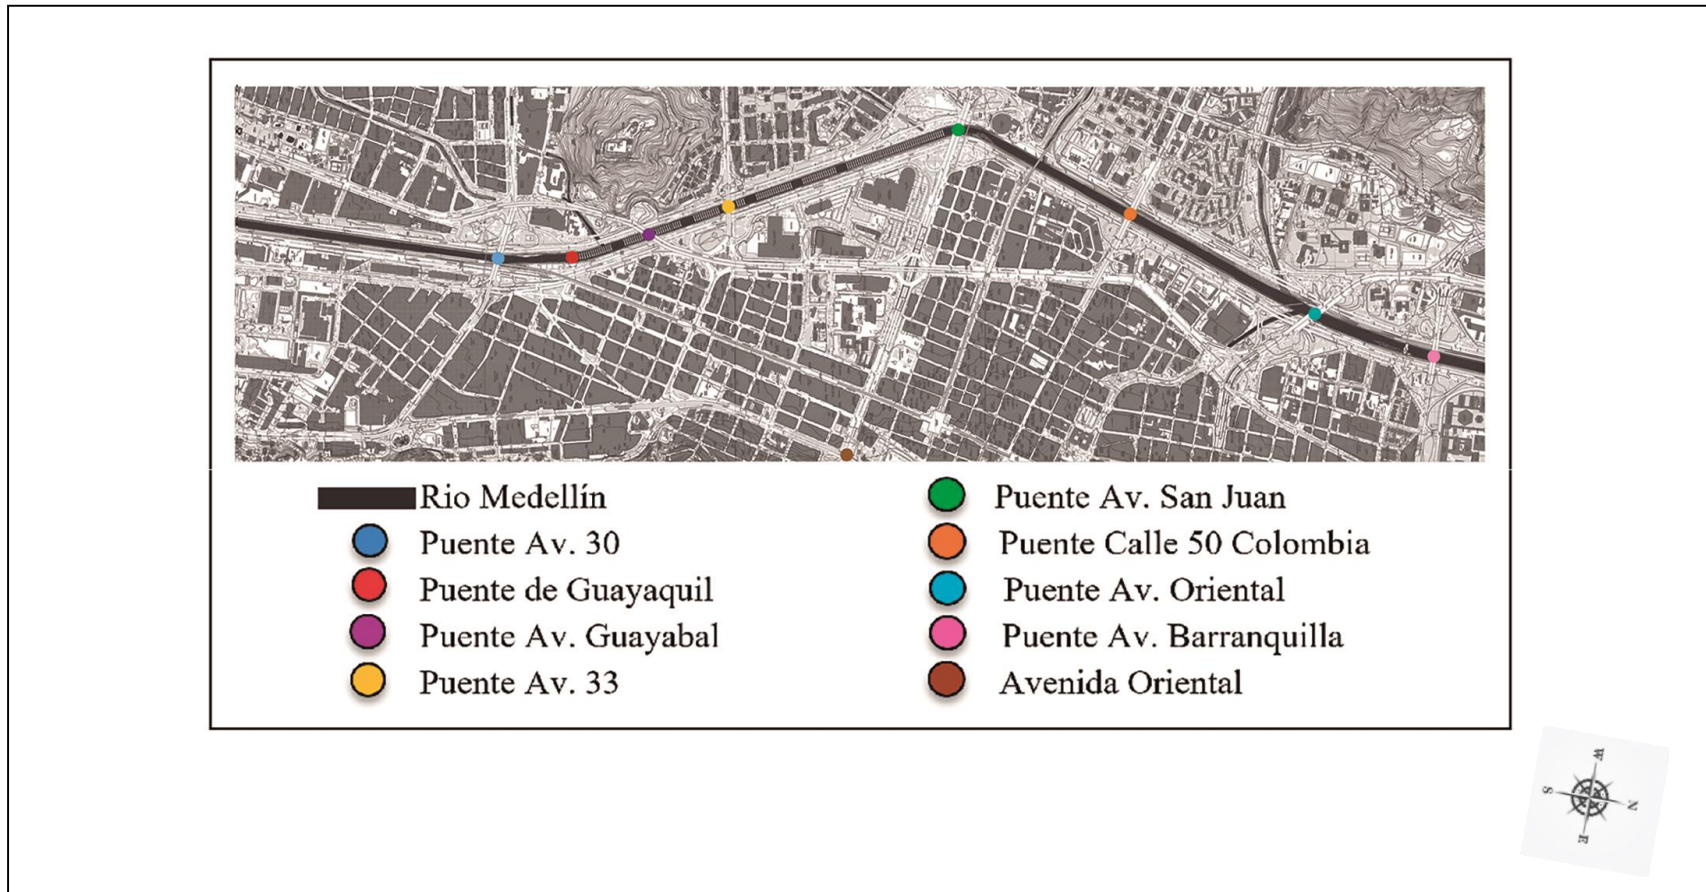 Rio Medellín
Puente Av. 30
Puente de Guayaquil
Puente Av. Guayabal
Puente Av. 33
Puente Av. San Juan
Puente Calle 50 Colombia
Puente Av. Oriental
Puente Av. Barranquilla
Avenida Oriental
W
S
N
E